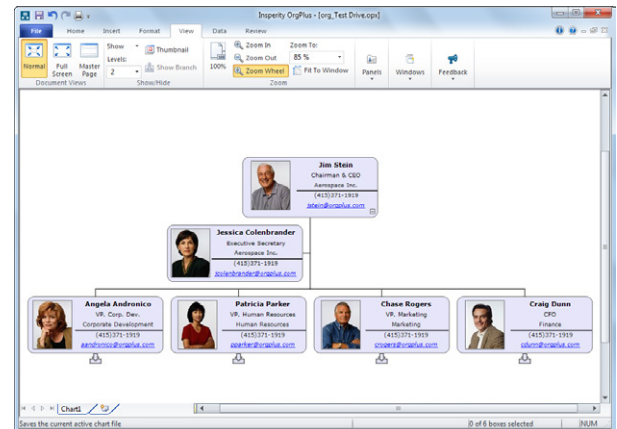 Insperity OrgPlus - [org_Test Drive.opx]
File Home Insert Format View Data Review
Normal
Full Screen
Master Page
Document Views
Show
Levels:
2
Thumbnail
Show Branch
Show/Hide
100%
Zoom In
Zoom Out
Zoom Wheel
Zoom To:
85 %
Fit To Window
Zoom
Panels
Windows
Feedback
Jim Stein
Chairman & CEO
Aerospace Inc.
(415)371-1919
jstein@orgplus.com
Jessica Colenbrander
Executive Secretary
Aerospace Inc.
(415)371-1919
jcolenbrander@orgplus.com
Angela Andronico
VP. Corp. Dev.
Corporate Development
(415)371-1919
aandronico@orgplus.com
Patricia Parker
VP. Human Resources
Human Resources
(415)371-1919
pparker@orgplus.com
Chase Rogers
VP. Marketing
Marketing
(415)371-1919
crogers@orgplus.com
Craig Dunn
CFO
Finance
(415)371-1919
cdunn@orgplus.com
Chart1
Saves the current active chart file
0 of 6 boxes selected
NUM